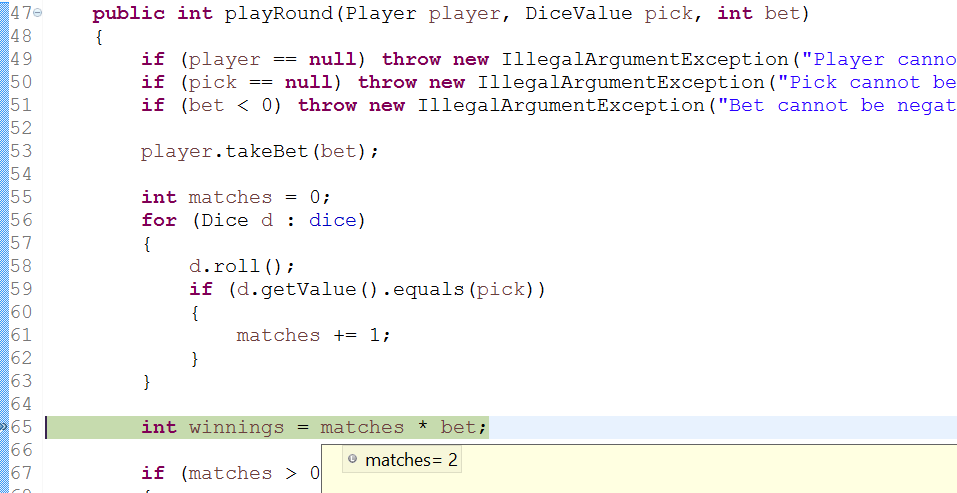 47 public int playRound(Player player, DiceValue pick, int bet)
48 {
49 if (player == null) throw new IllegalArgumentException("Player canno
50 if (pick == null) throw new IllegalArgumentException("Pick cannot be
51 if (bet < 0) throw new IllegalArgumentException("Bet cannot be negat
52
53 player.takeBet(bet);
54
55 int matches = 0;
56 for (Dice d : dice)
57 {
58 d.roll();
59 if (d.getValue().equals(pick))
60 {
61 matches += 1;
62 }
63 }
64
65 int winnings = matches * bet;
66
matches= 2
67 if (matches > 0